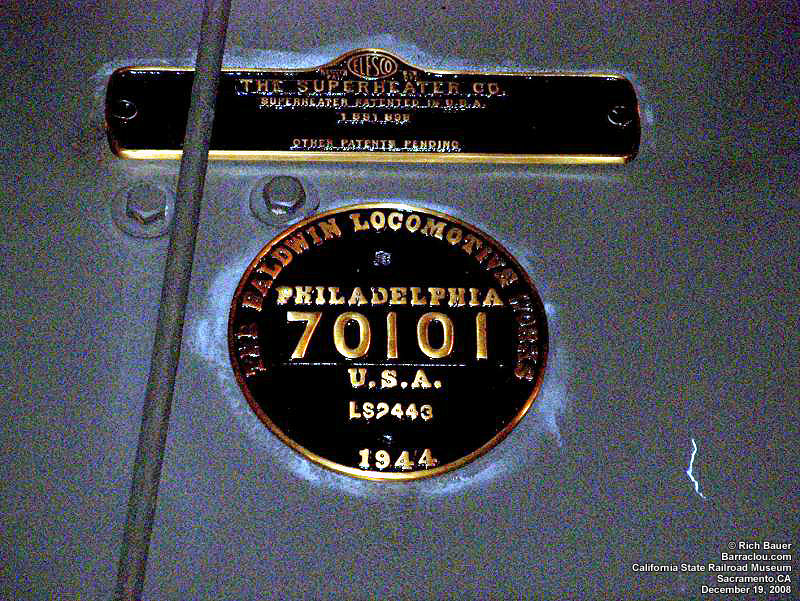 ELESCO
THE SUPERHEATER CO.
SUPERHEATER PATENTED IN U.S.A.
OTHER PATENTS PENDING
THE BALDWIN LOCOMOTIVE WORKS
PHILADELPHIA
70101
U.S.A.
LS2443
1944
© Rich Bauer
Barraclou.com
California State Railroad Museum
Sacramento,CA
December 19, 2008